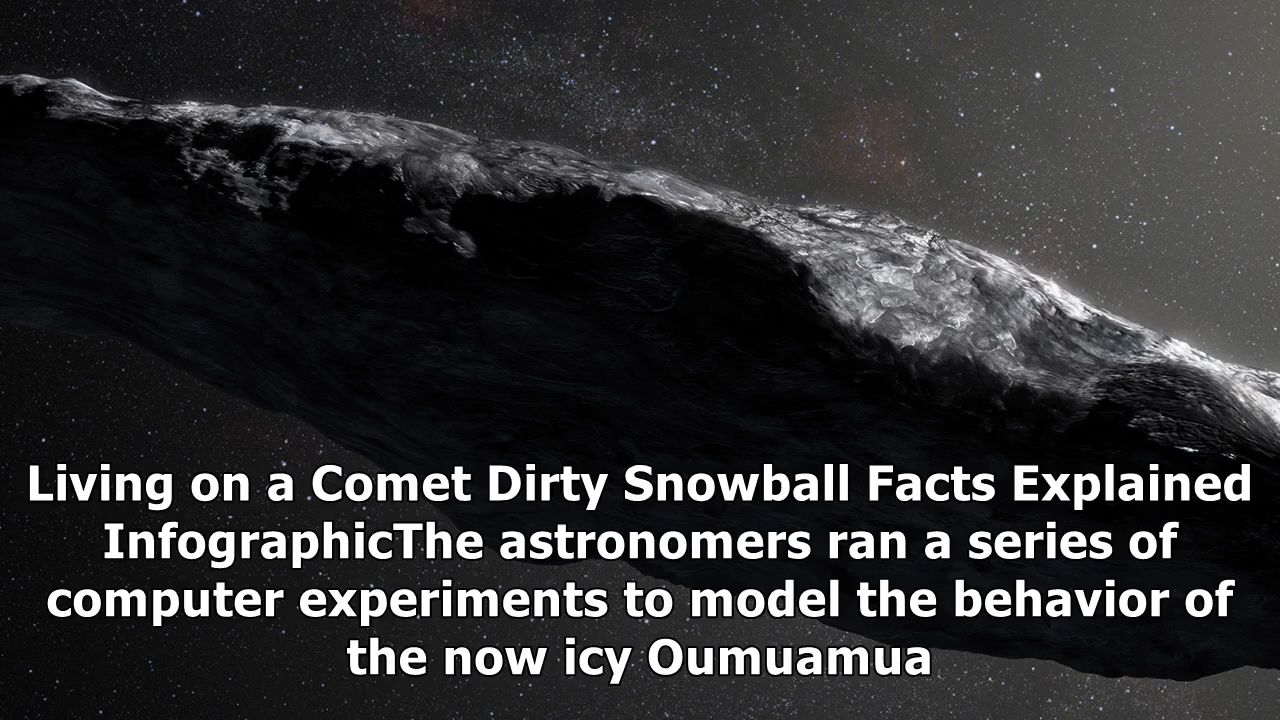 Living on a Comet Dirty Snowball Facts Explained
InfographicThe astronomers ran a series of
computer experiments to model the behavior of
the now icy Oumuamua